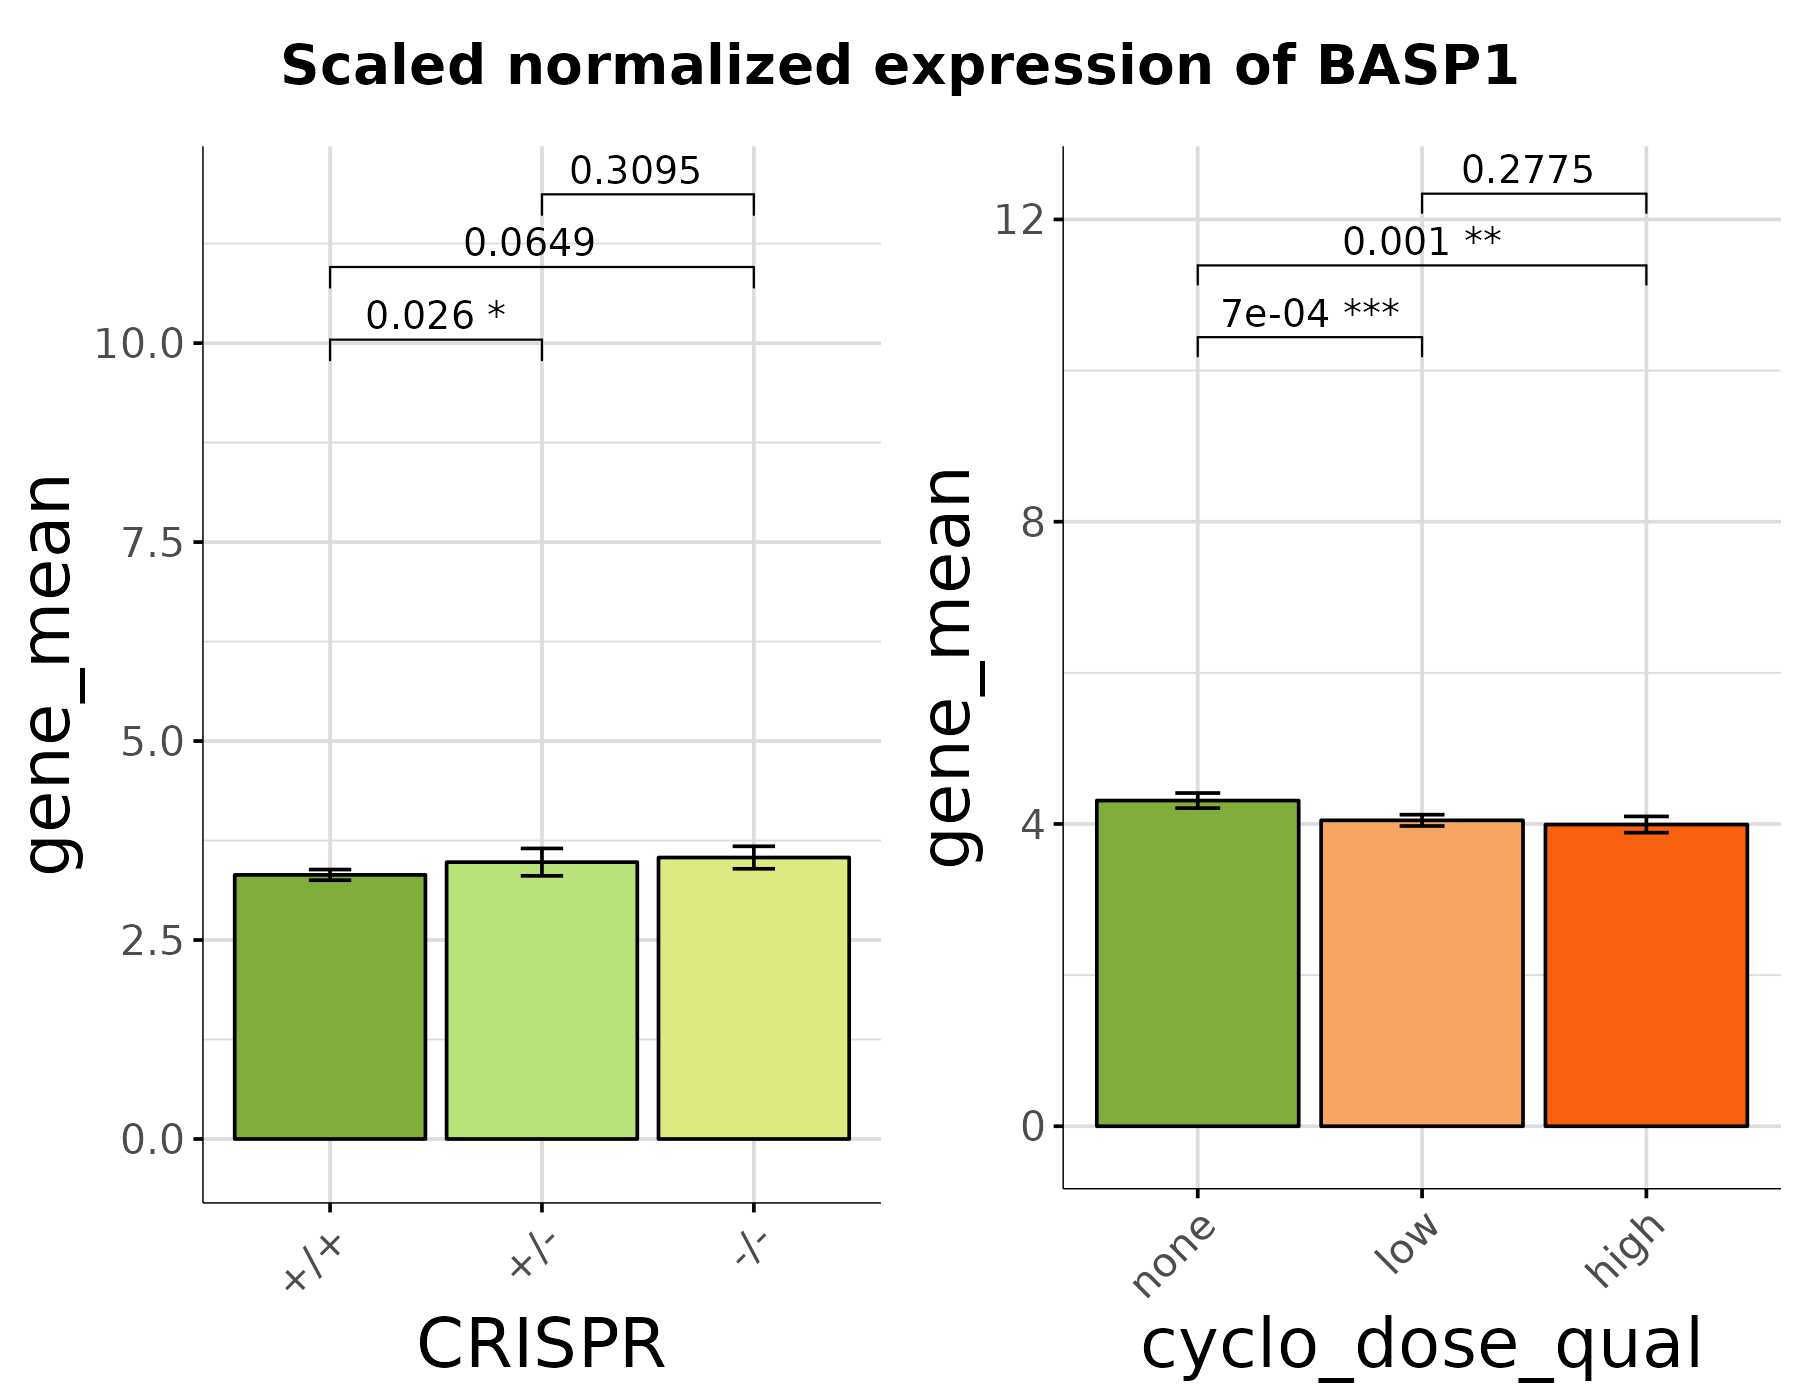 Scaled normalized expression of BASP1
gene_mean
10.0
7.5
5.0
2.5
0.0
0.3095
0.0649
0.026 *
+/+
+/-
-/-
CRISPR
gene_mean
12
8
4
0
0.2775
0.001 **
7e-04 ***
none
low
high
cyclo_dose_qual